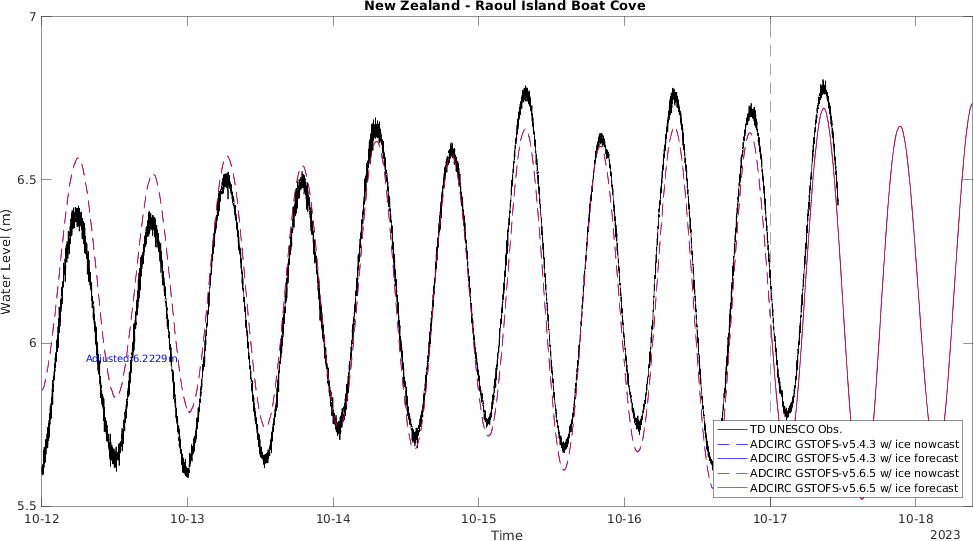 New Zealand - Raoul Island Boat Cove
7
6.5
6
5.5
Water Level (m)
Adjusted:6.2229m
TD UNESCO Obs.
ADCIRC GSTOFS-v5.4.3 w/ ice nowcast
ADCIRC GSTOFS-v5.4.3 w/ ice forecast
ADCIRC GSTOFS-v5.6.5 w/ ice nowcast
ADCIRC GSTOFS-v5.6.5 w/ ice forecast
10-12 10-13 10-14 10-15 10-16 10-17 10-18
Time
2023